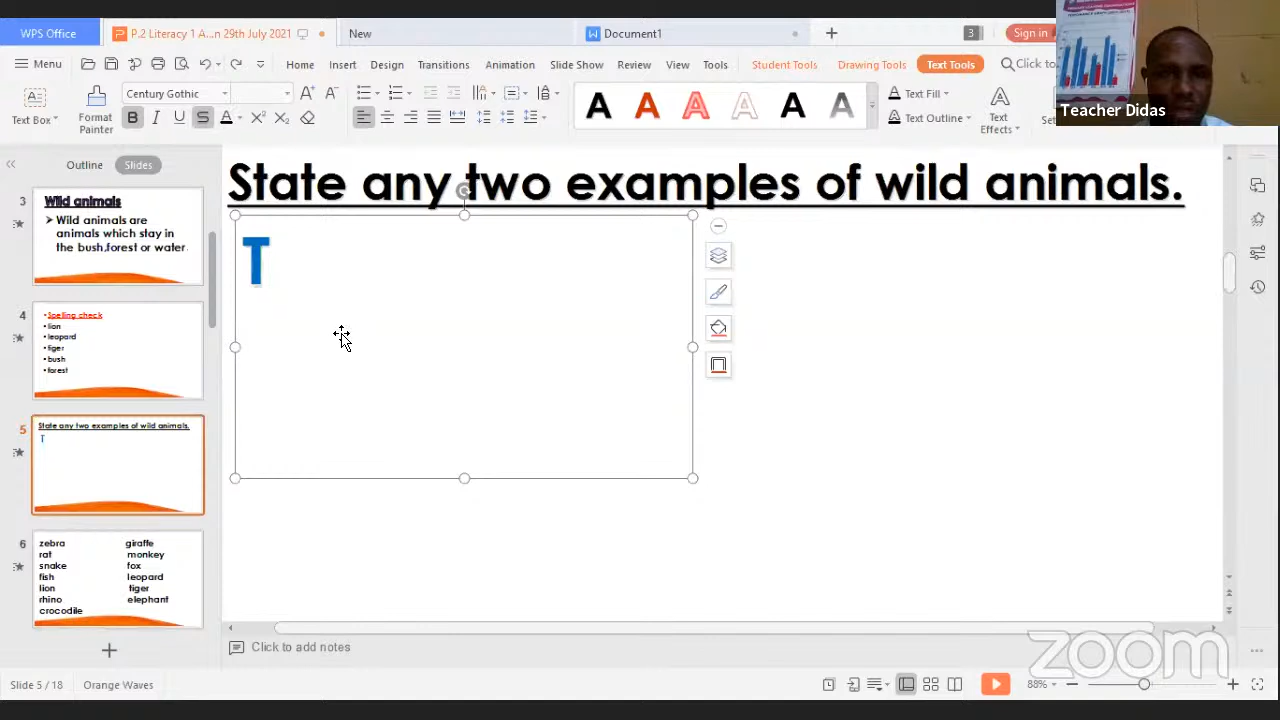 WPS Office
P.2 Literacy 1 A...n 29th July 2021
New
Document1
3
Sign in
Menu
Home
Insert
Design
Transitions
Animation
Slide Show
Review
View
Tools
Student Tools
Drawing Tools
Text Tools
Click to
Text Box
Format
Painter
Century Gothic
Text Fill
Text Outline
Text
Effects
Teacher Didas
Outline
Slides
3
Wild animals
Wild animals are
animals which stay in
the bush,forest or water
4
Spelling check
lion
leopard
tiger
bush
forest
5
State any two examples of wild animals.
T
6
zebra giraffe
rat monkey
snake fox
fish leopard
lion tiger
rhino elephant
crocodile
State any two examples of wild animals.
T
Click to add notes
zoom
Slide 5 / 18
Orange Waves
88%